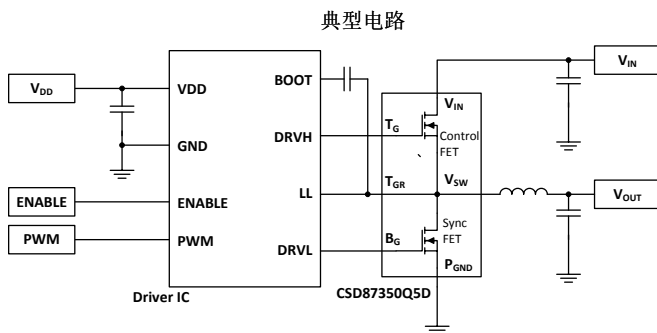 典型电路
VDD
VDD
GND
ENABLE
ENABLE
PWM
PWM
BOOT
DRVH
LL
DRVL
Driver IC
VIN
TG
Control
FET
TGR
VSW
Sync
FET
BG
PGND
CSD87350Q5D
VIN
VOUT